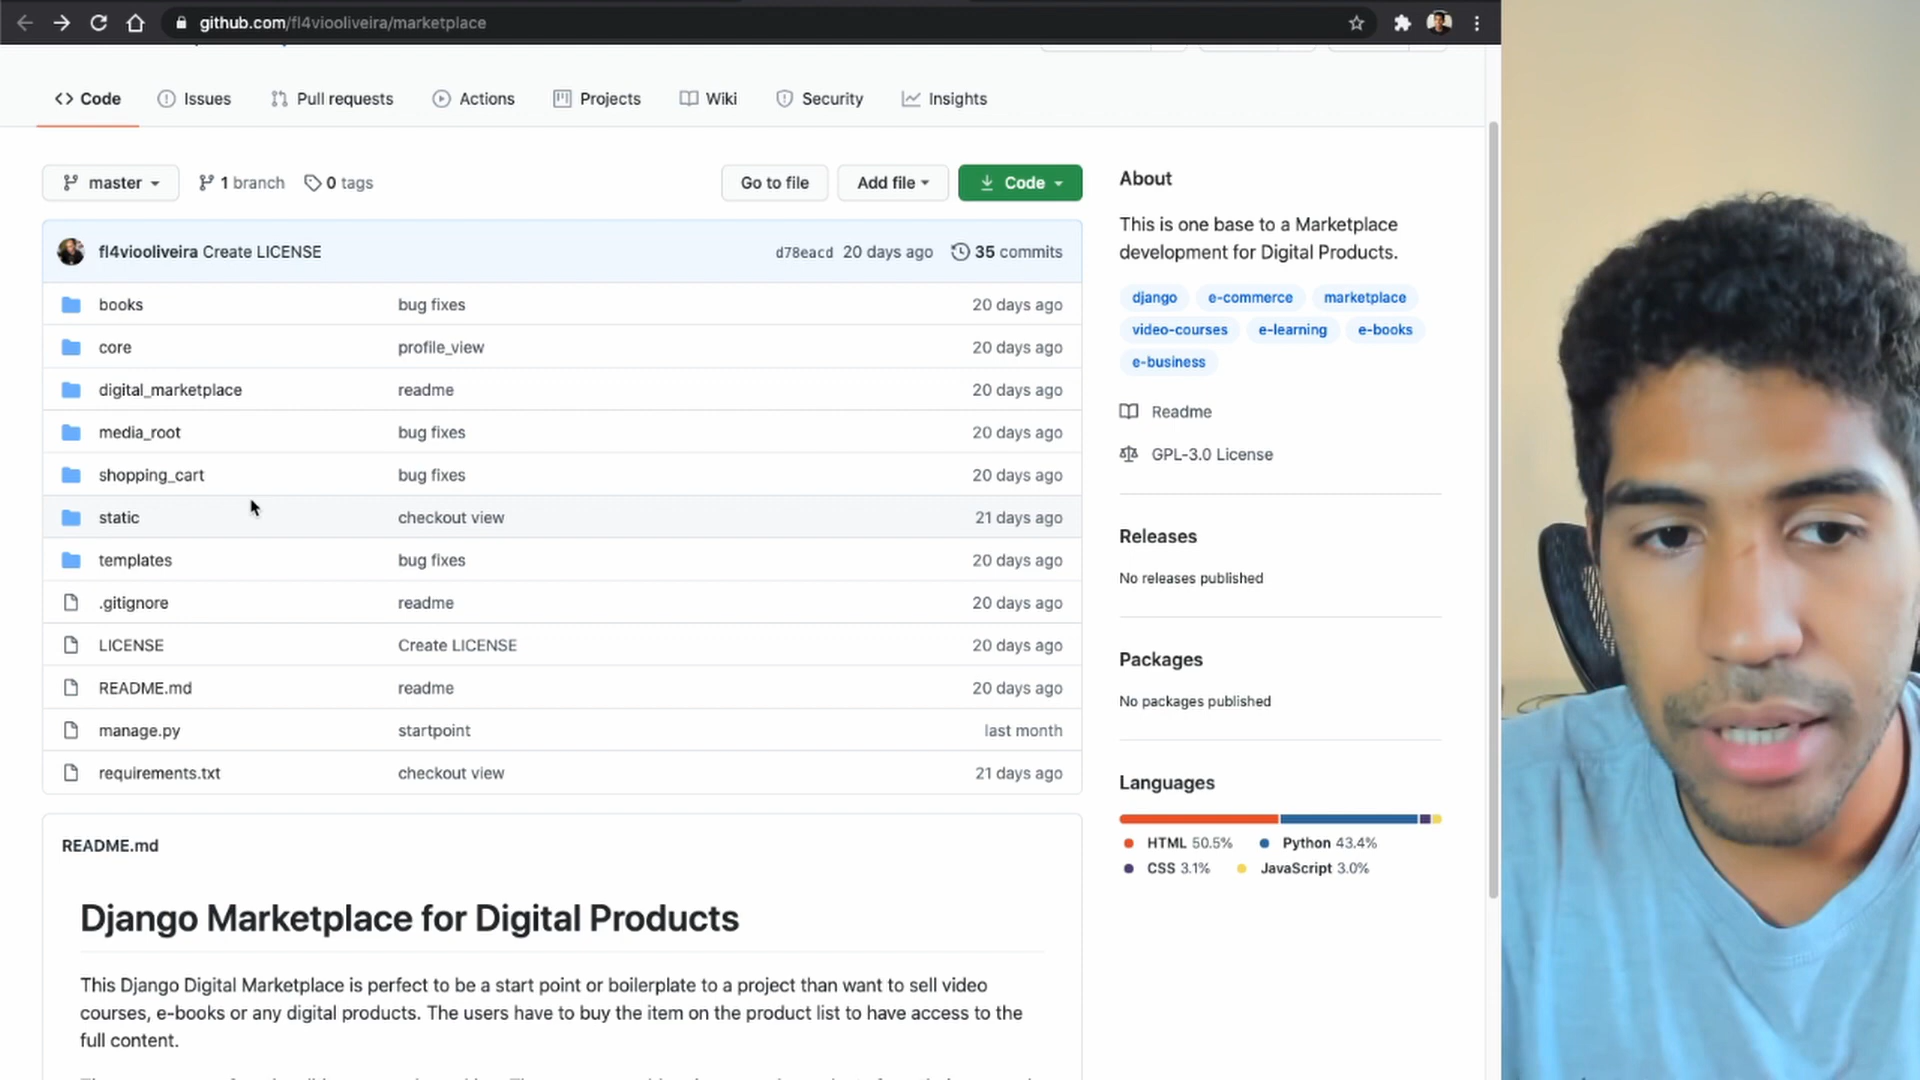 github.com/fl4viooliveira/marketplace
Code Issues Pull requests Actions Projects Wiki Security Insights
master 1 branch 0 tags Go to file Add file Code
fl4viooliveira Create LICENSE d78eacd 20 days ago 35 commits
books bug fixes 20 days ago
core profile_view 20 days ago
digital_marketplace readme 20 days ago
media_root bug fixes 20 days ago
shopping_cart bug fixes 20 days ago
static checkout view 21 days ago
templates bug fixes 20 days ago
.gitignore readme 20 days ago
LICENSE Create LICENSE 20 days ago
README.md readme 20 days ago
manage.py startpoint last month
requirements.txt checkout view 21 days ago
README.md
Django Marketplace for Digital Products
This Django Digital Marketplace is perfect to be a start point or boilerplate to a project than want to sell video
courses, e-books or any digital products. The users have to buy the item on the product list to have access to the
full content.
About
This is one base to a Marketplace
development for Digital Products.
django e-commerce marketplace
video-courses e-learning e-books
e-business
Readme
GPL-3.0 License
Releases
No releases published
Packages
No packages published
Languages
HTML 50.5% Python 43.4%
CSS 3.1% JavaScript 3.0%